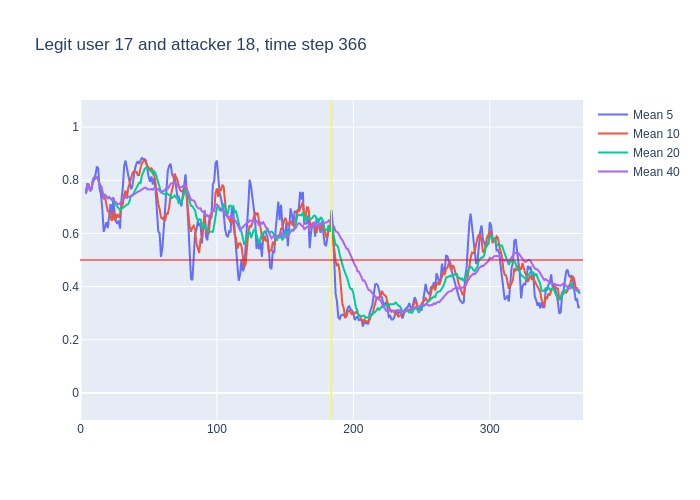 Legit user 17 and attacker 18, time step 366
Mean 5
Mean 10
Mean 20
Mean 40
1
0.8
0.6
0.4
0.2
0
0 100 200 300